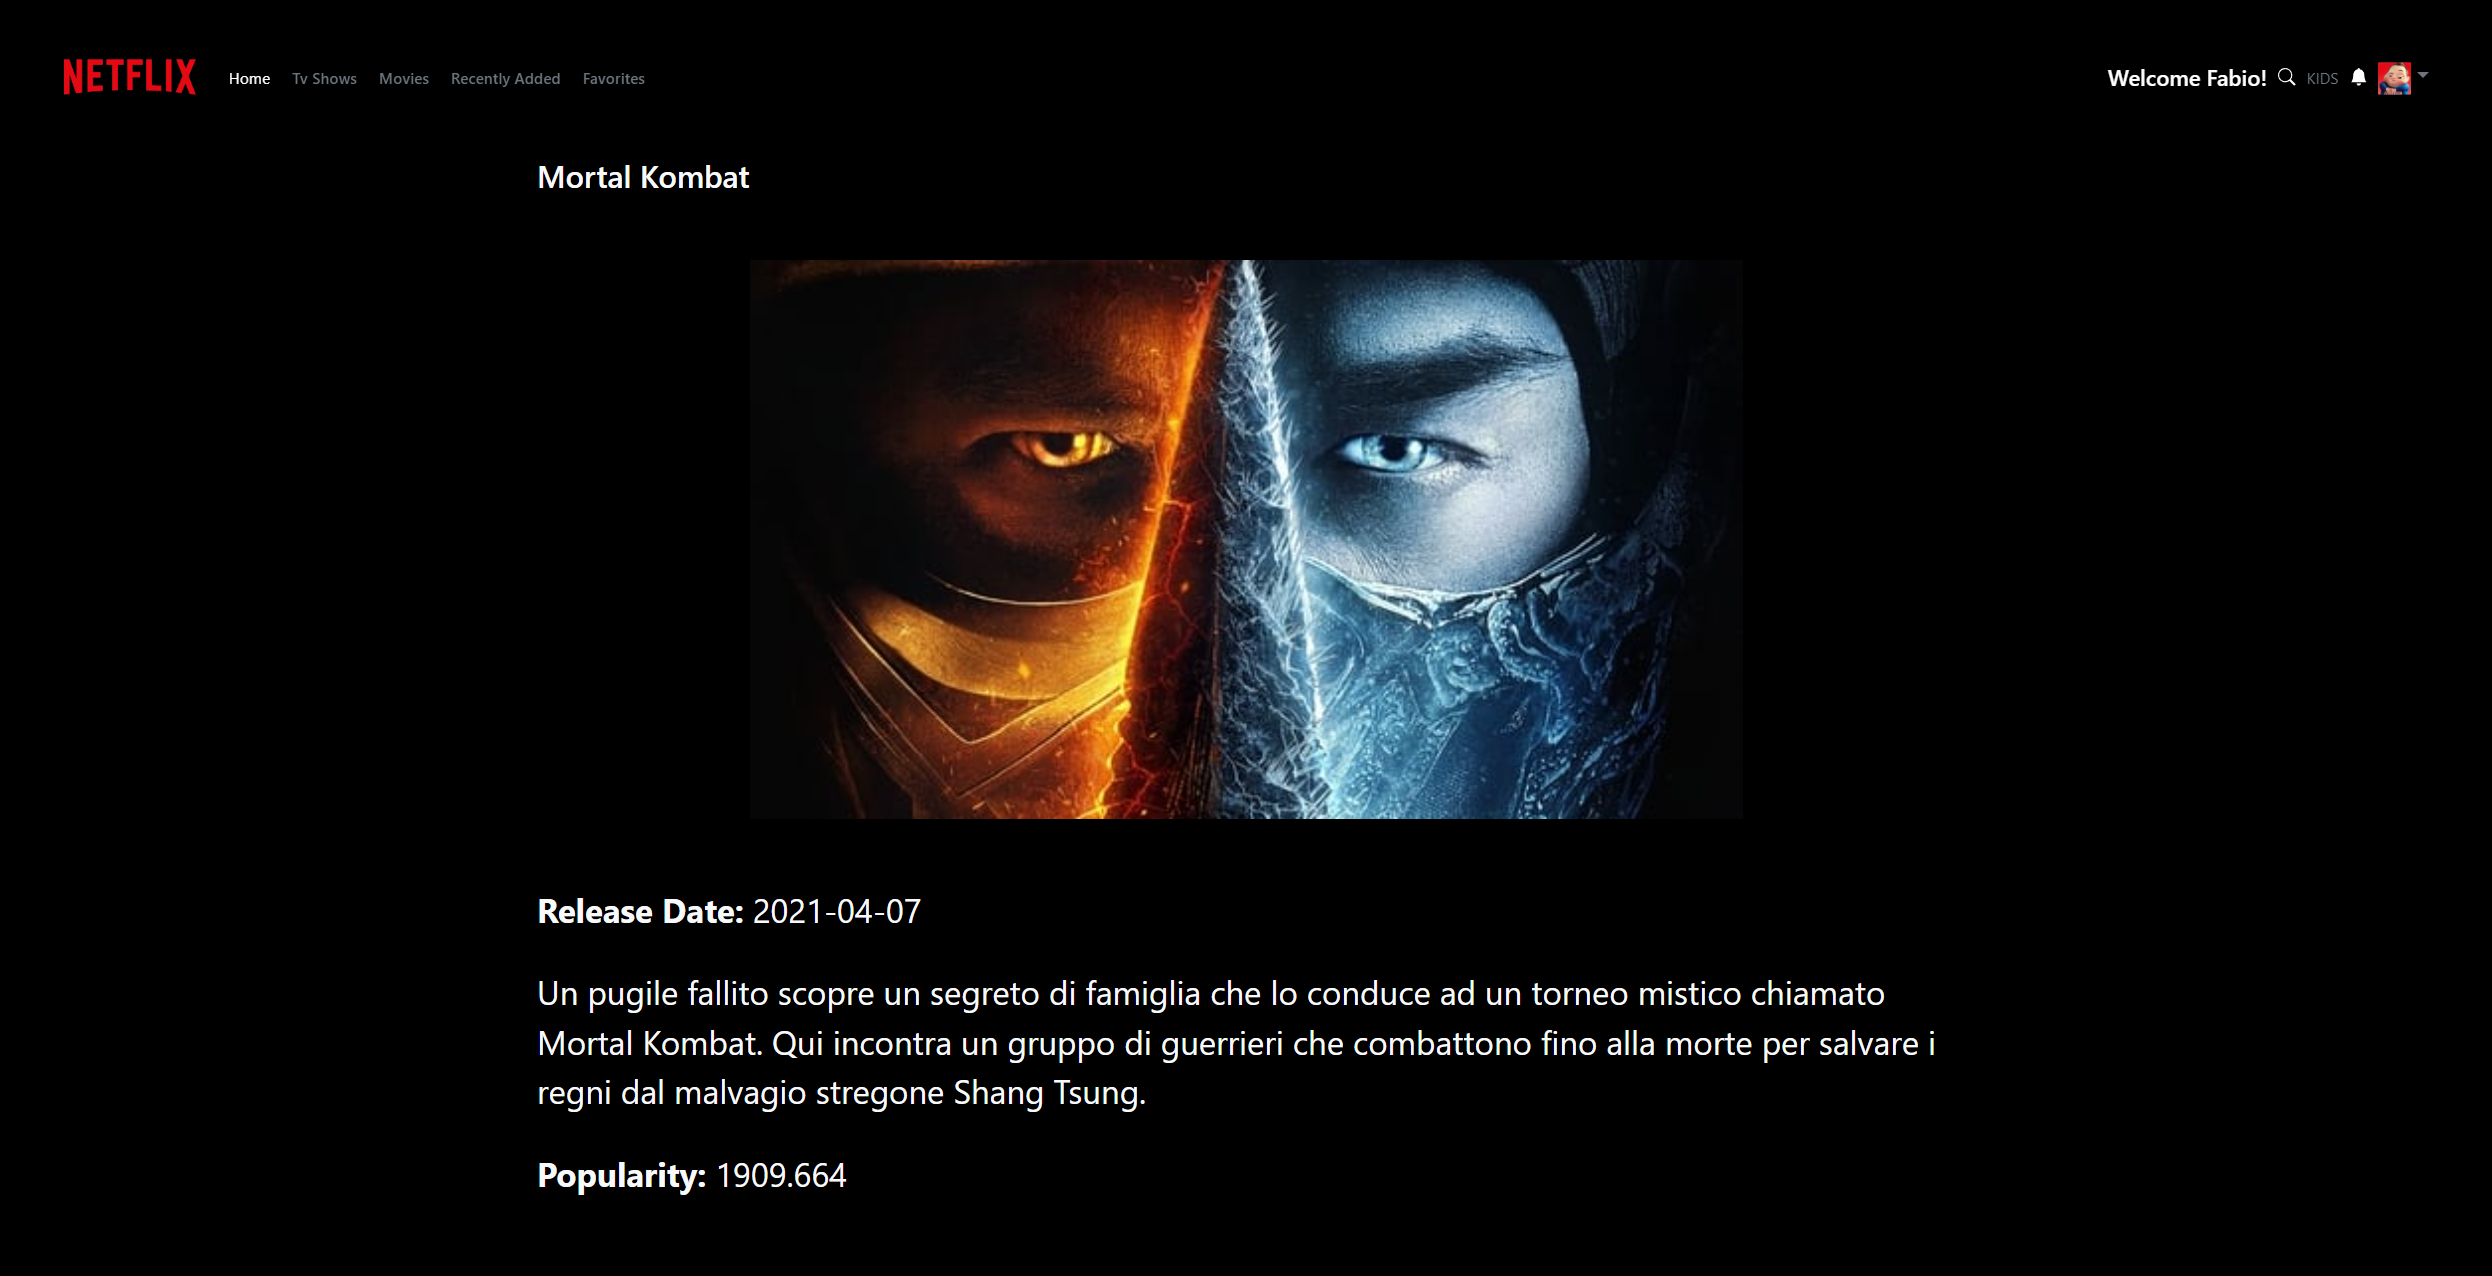 NETFLIX Home Tv Shows Movies Recently Added Favorites Welcome Fabio! KIDS
Mortal Kombat
Release Date: 2021-04-07
Un pugile fallito scopre un segreto di famiglia che lo conduce ad un torneo mistico chiamato
Mortal Kombat. Qui incontra un gruppo di guerrieri che combattono fino alla morte per salvare i
regni dal malvagio stregone Shang Tsung.
Popularity: 1909.664